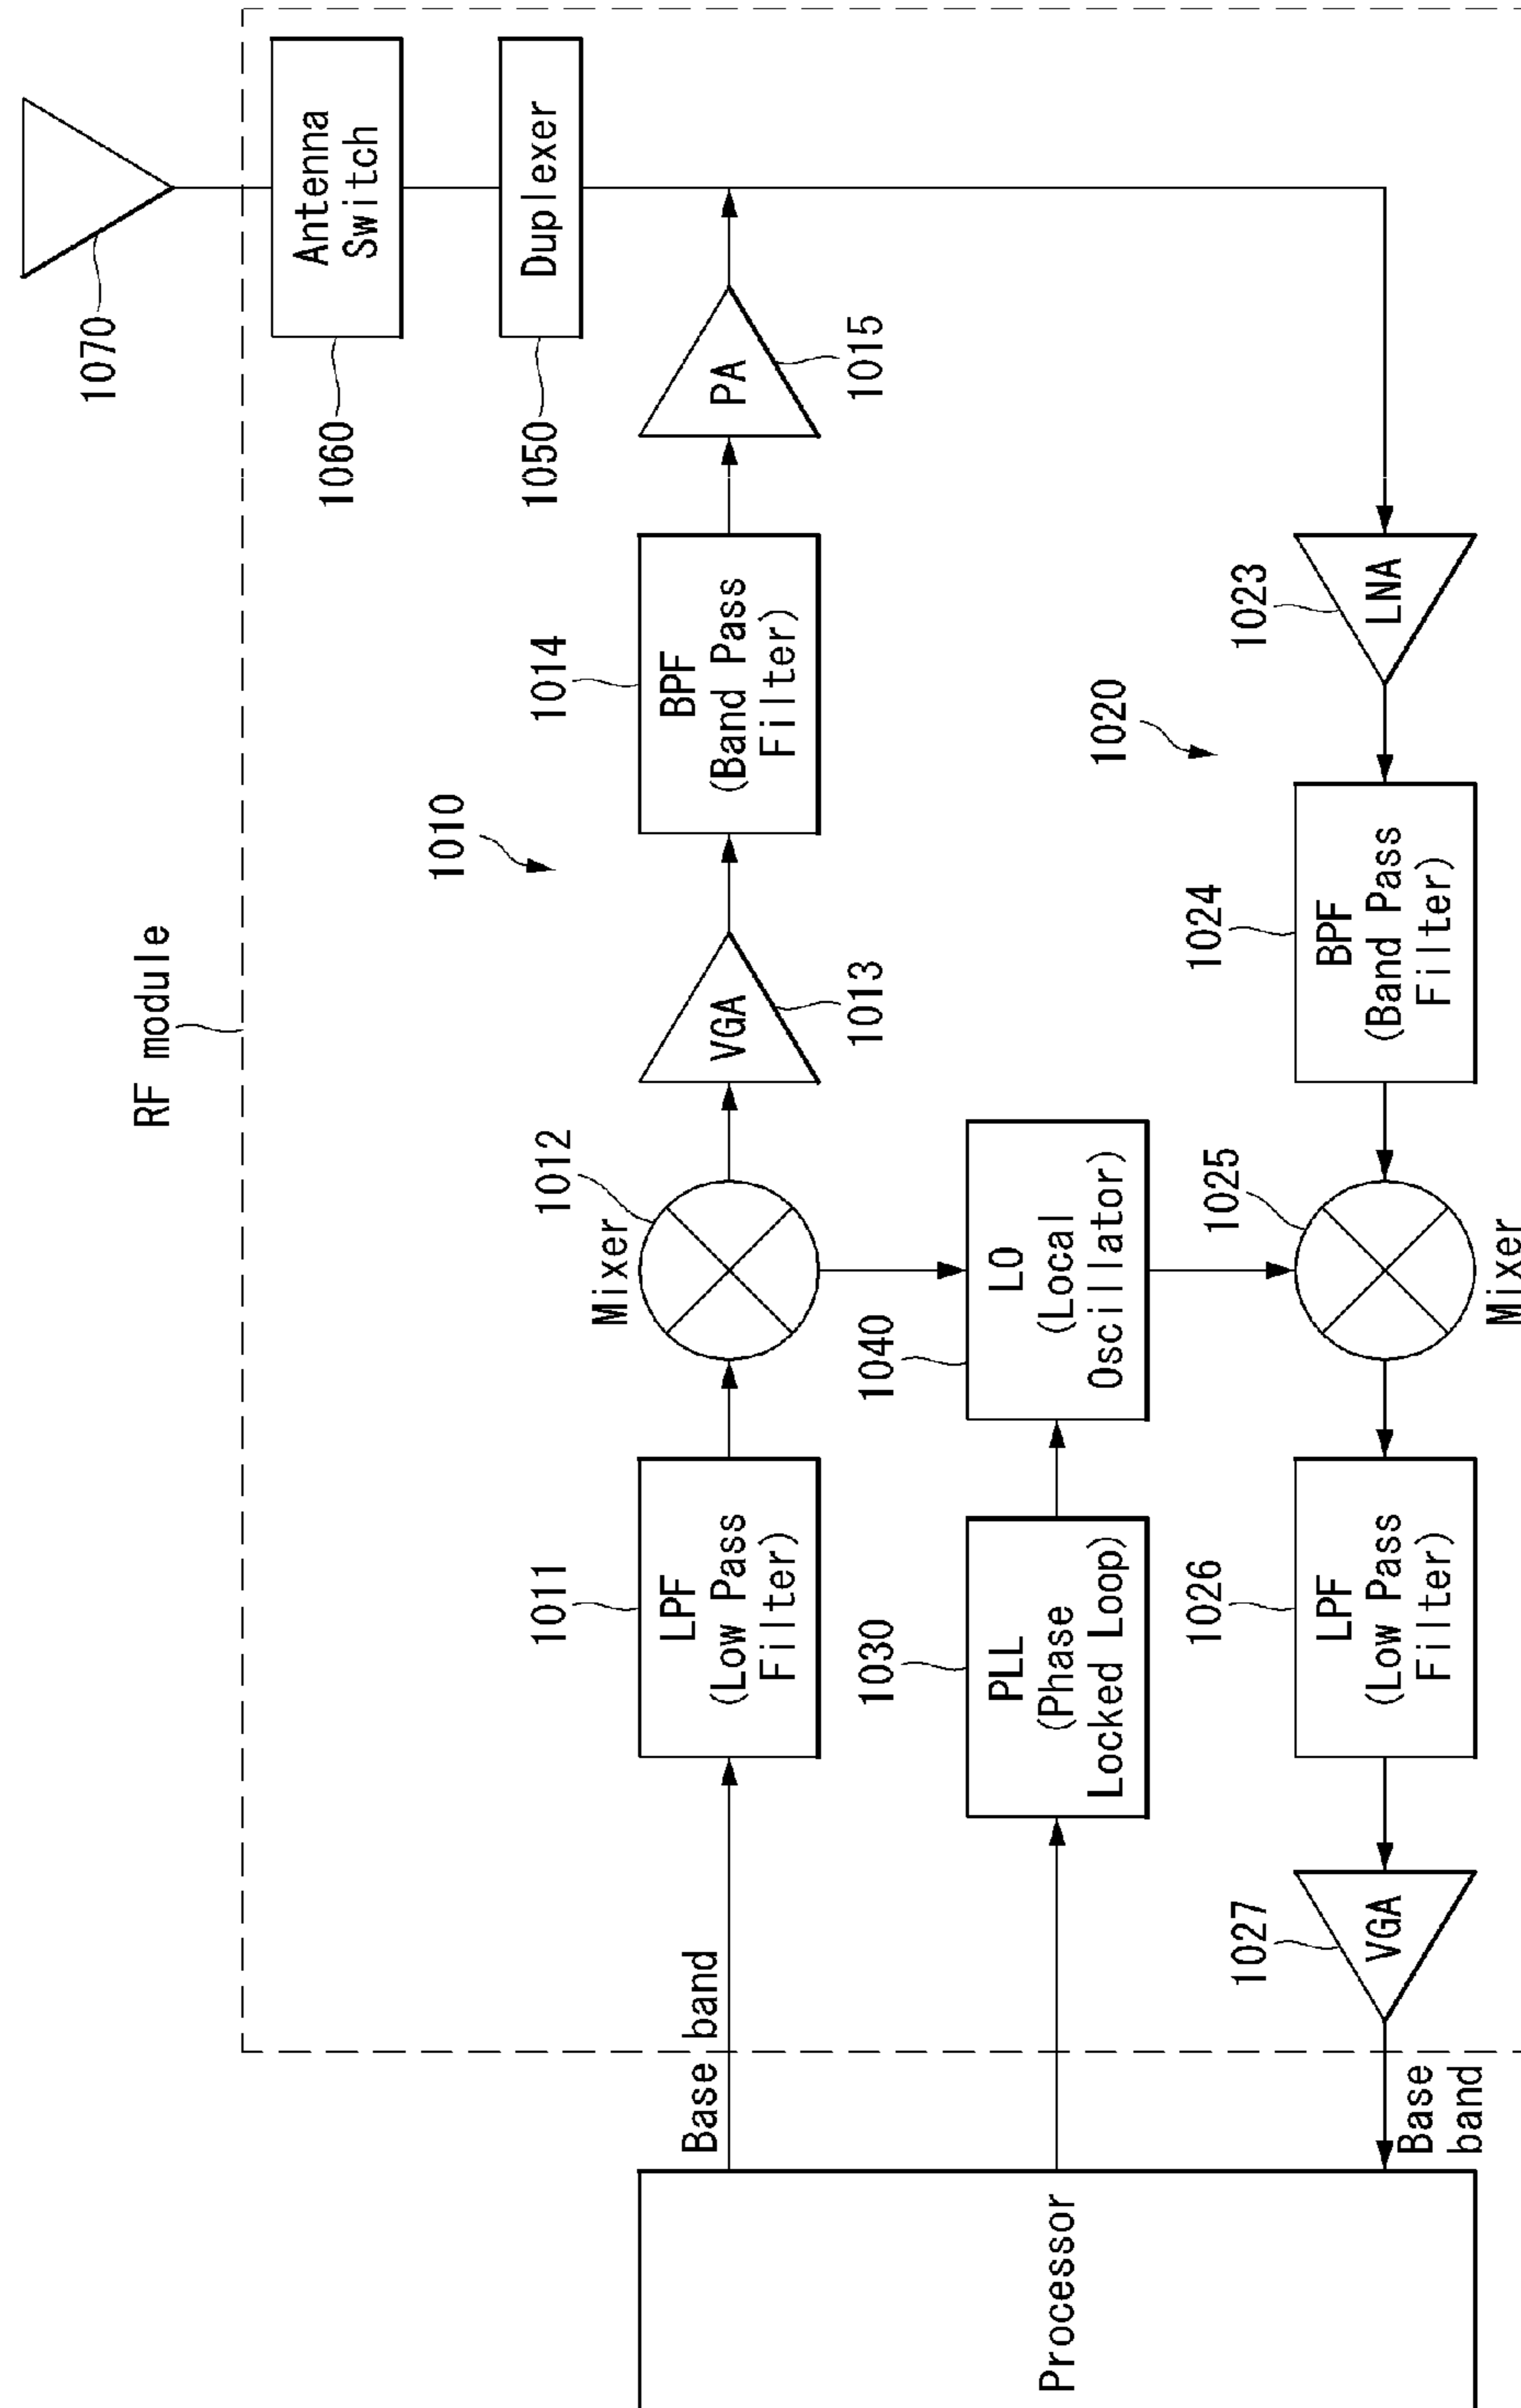 RF module
1070
1060
Antenna
Switch
1050
Duplexer
1010
1011
LPF
(Low Pass
Filter)
Mixer
1012
VGA
1013
1014
BPF
(Band Pass
Filter)
PA
1015
Base band
Processor
1030
PLL
(Phase
Locked Loop)
1040
LO
(Local
Oscillator)
1020
1027
VGA
1026
LPF
(Low Pass
Filter)
1025
Mixer
1024
BPF
(Band Pass
Filter)
1023
LNA
Base
band